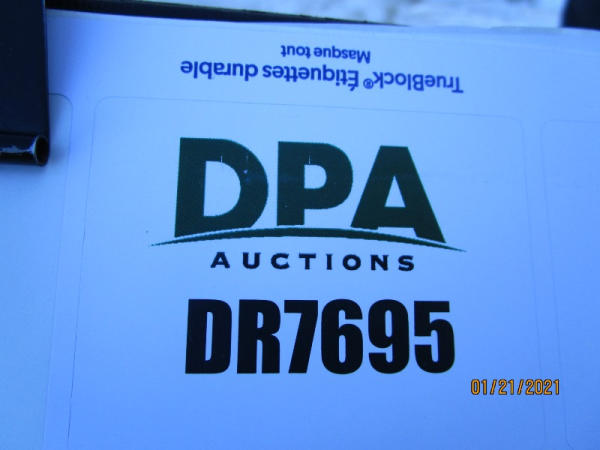 TrueBlock® Étiquettes durable
Masque tout
DPA
AUCTIONS
DR7695
01/21/2021